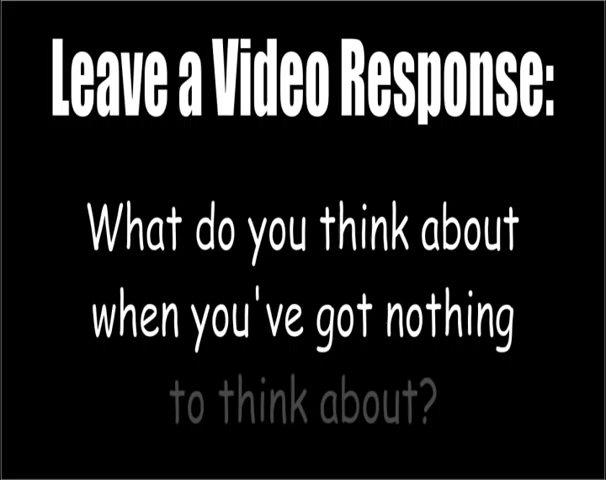 Leave a Video Response:
What do you think about
when you've got nothing
to think about?